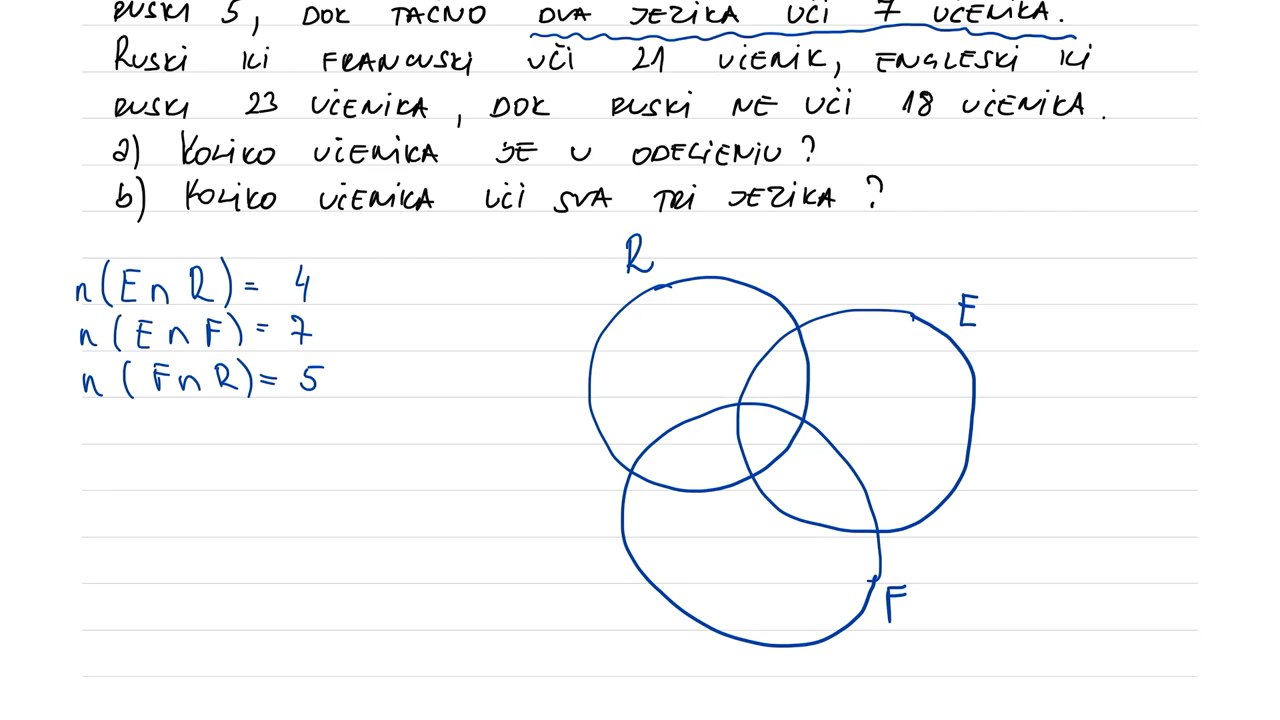 RUSKI 5, DOK TAČNO DVA JEZIKA UČI 7 UČENIKA.
RUSKI ILI FRANCUSKI UČI 21 UČENIK, ENGLESKI ILI
RUSKI 23 UČENIKA, DOK RUSKI NE UČI 18 UČENIKA.
a) KOLIKO UČENIKA JE U ODELJENJU?
b) KOLIKO UČENIKA UČI SVA TRI JEZIKA?
R
n(E∩R)= 4
E
n(E∩F)= 7
n(F∩R)= 5
F